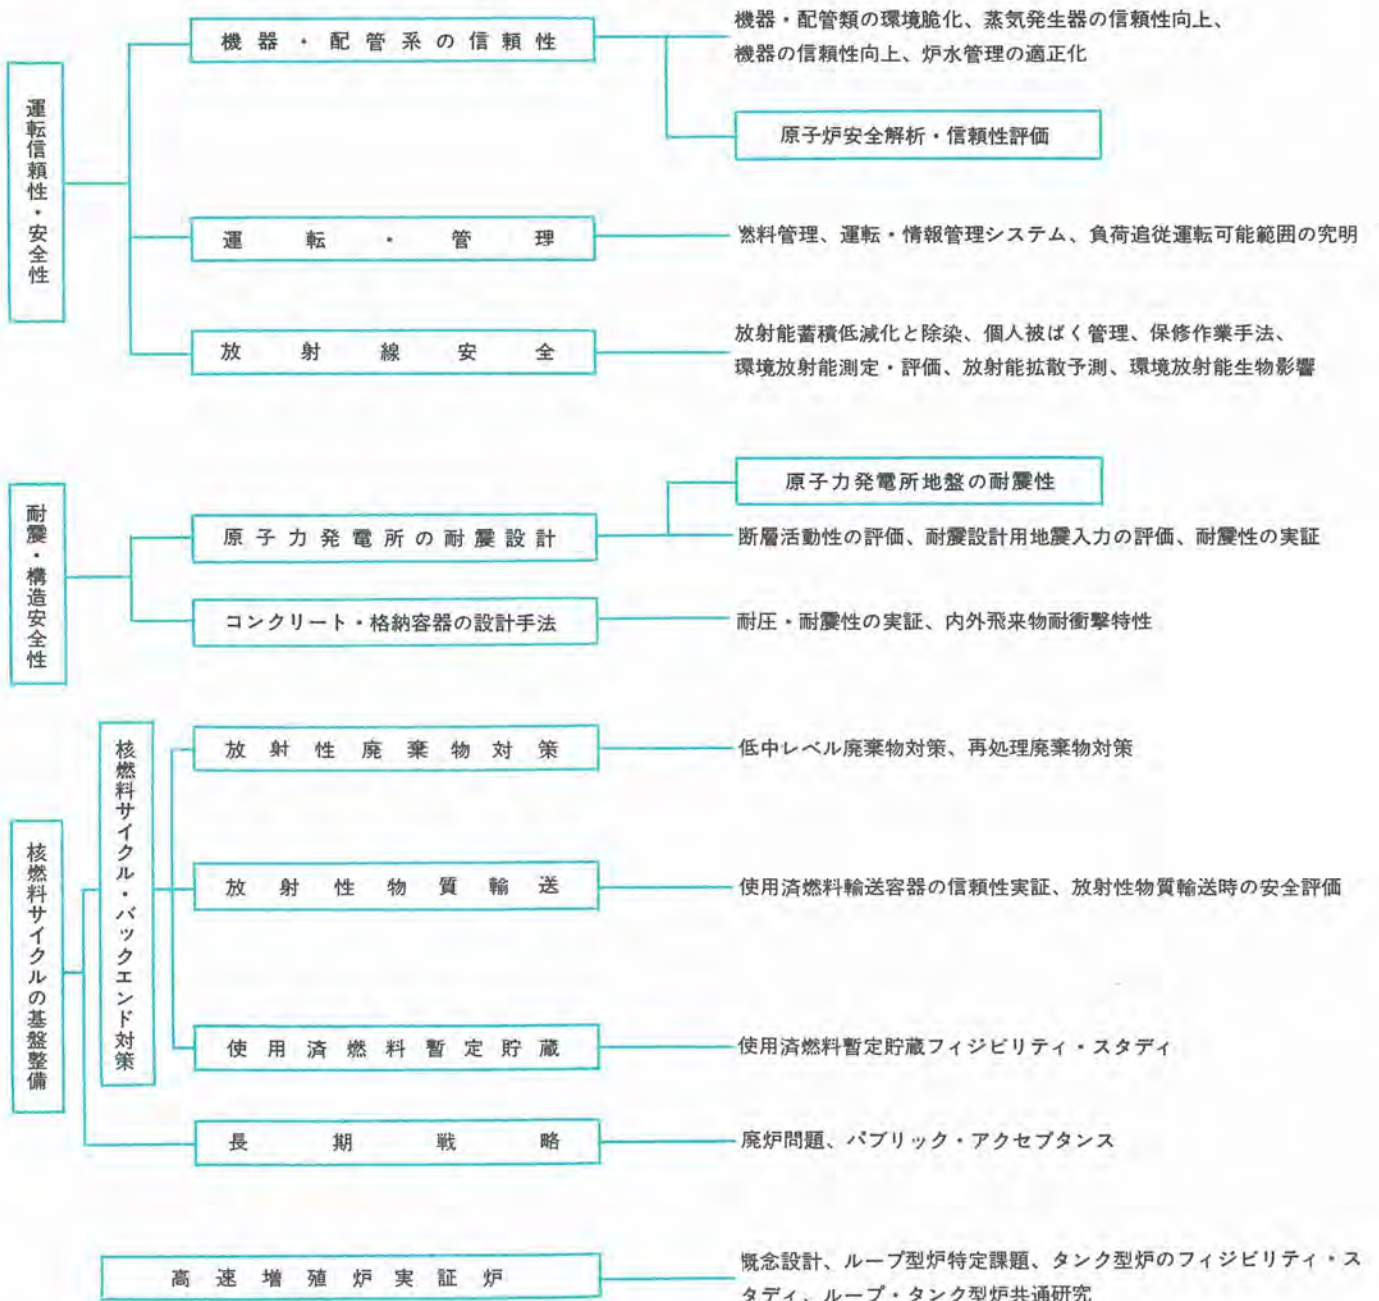 運転信頼性・安全性
機器・配管系の信頼性
機器・配管類の環境脆化、蒸気発生器の信頼性向上、
機器の信頼性向上、炉水管理の適正化
原子炉安全解析・信頼性評価
運転・管理
燃料管理、運転・情報管理システム、負荷追従運転可能範囲の究明
放射線安全
放射能蓄積低減化と除染、個人被ばく管理、保修作業手法、
環境放射能測定・評価、放射能拡散予測、環境放射能生物影響
耐震・構造安全性
原子力発電所の耐震設計
原子力発電所地盤の耐震性
断層活動性の評価、耐震設計用地震入力の評価、耐震性の実証
コンクリート・格納容器の設計手法
耐圧・耐震性の実証、内外飛来物耐衝撃特性
核燃料サイクルの基盤整備
核燃料サイクル・バックエンド対策
放射性廃棄物対策
低中レベル廃棄物対策、再処理廃棄物対策
放射性物質輸送
使用済燃料輸送容器の信頼性実証、放射性物質輸送時の安全評価
使用済燃料暫定貯蔵
使用済燃料暫定貯蔵フィジビリティ・スタディ
長期戦略
廃炉問題、パブリック・アクセプタンス
高速増殖炉実証炉
概念設計、ループ型炉特定課題、タンク型炉のフィジビリティ・ス
タディ、ループ・タンク型炉共通研究